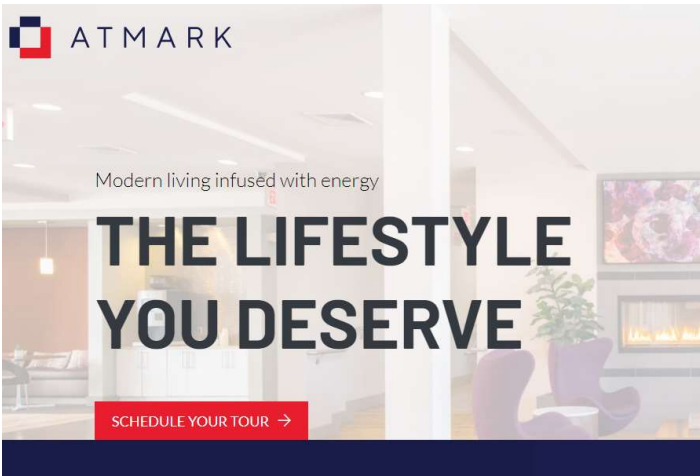 ATMARK
Modern living infused with energy
THE LIFESTYLE
YOU DESERVE
SCHEDULE YOUR TOUR →